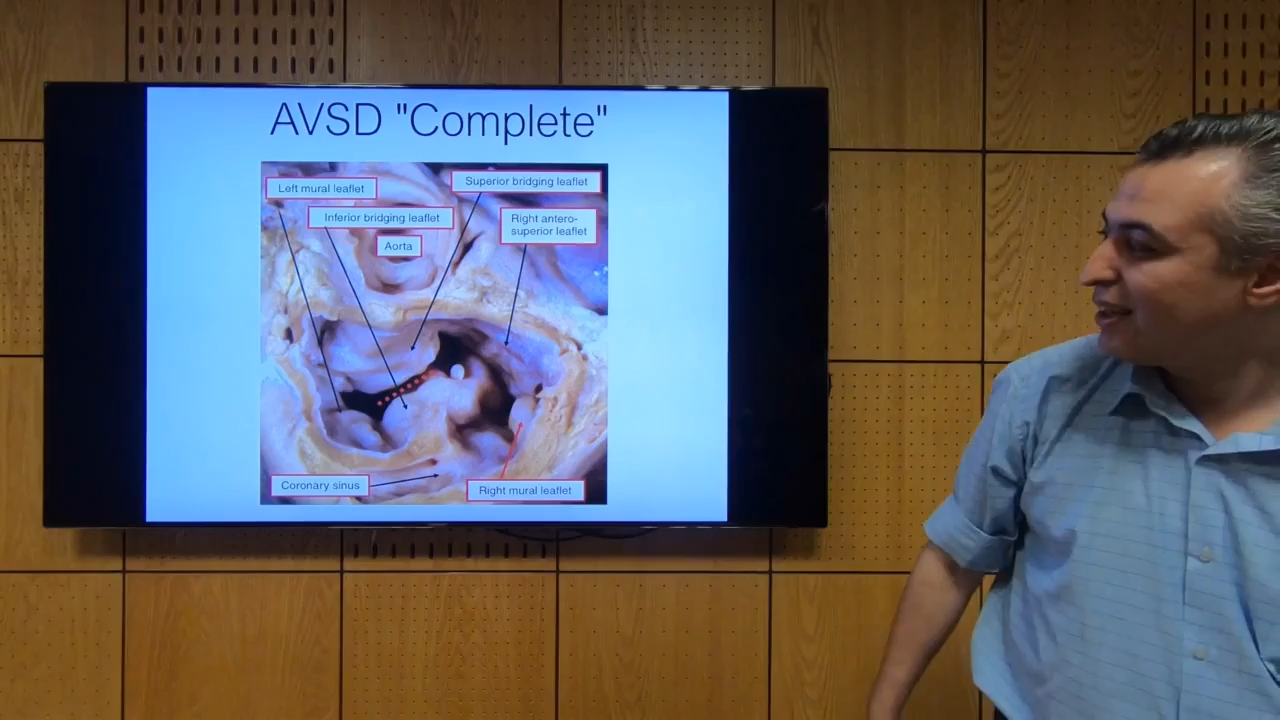 AVSD "Complete"
Left mural leaflet
Superior bridging leaflet
Inferior bridging leaflet
Right antero-
superior leaflet
Aorta
Coronary sinus
Right mural leaflet